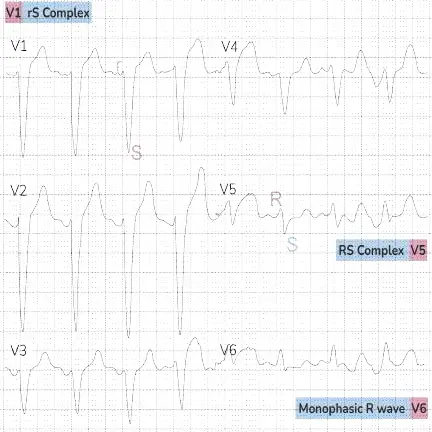 V1 rS Complex
V1
V4
r
S
V2
V5
R
S
RS Complex V5
V3
V6
Monophasic R wave V6